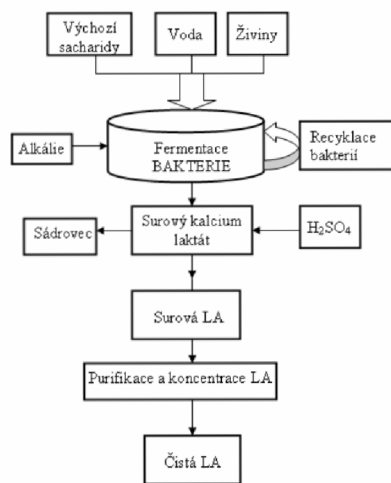 Výchozí
sacharidy
Voda
Živiny
Alkálie
Fermentace
BAKTERIE
Recyklace
bakterií
Sádrovec
Surový kalcium
laktát
H₂SO₄
Surová LA
Purifikace a koncentrace LA
Čistá LA